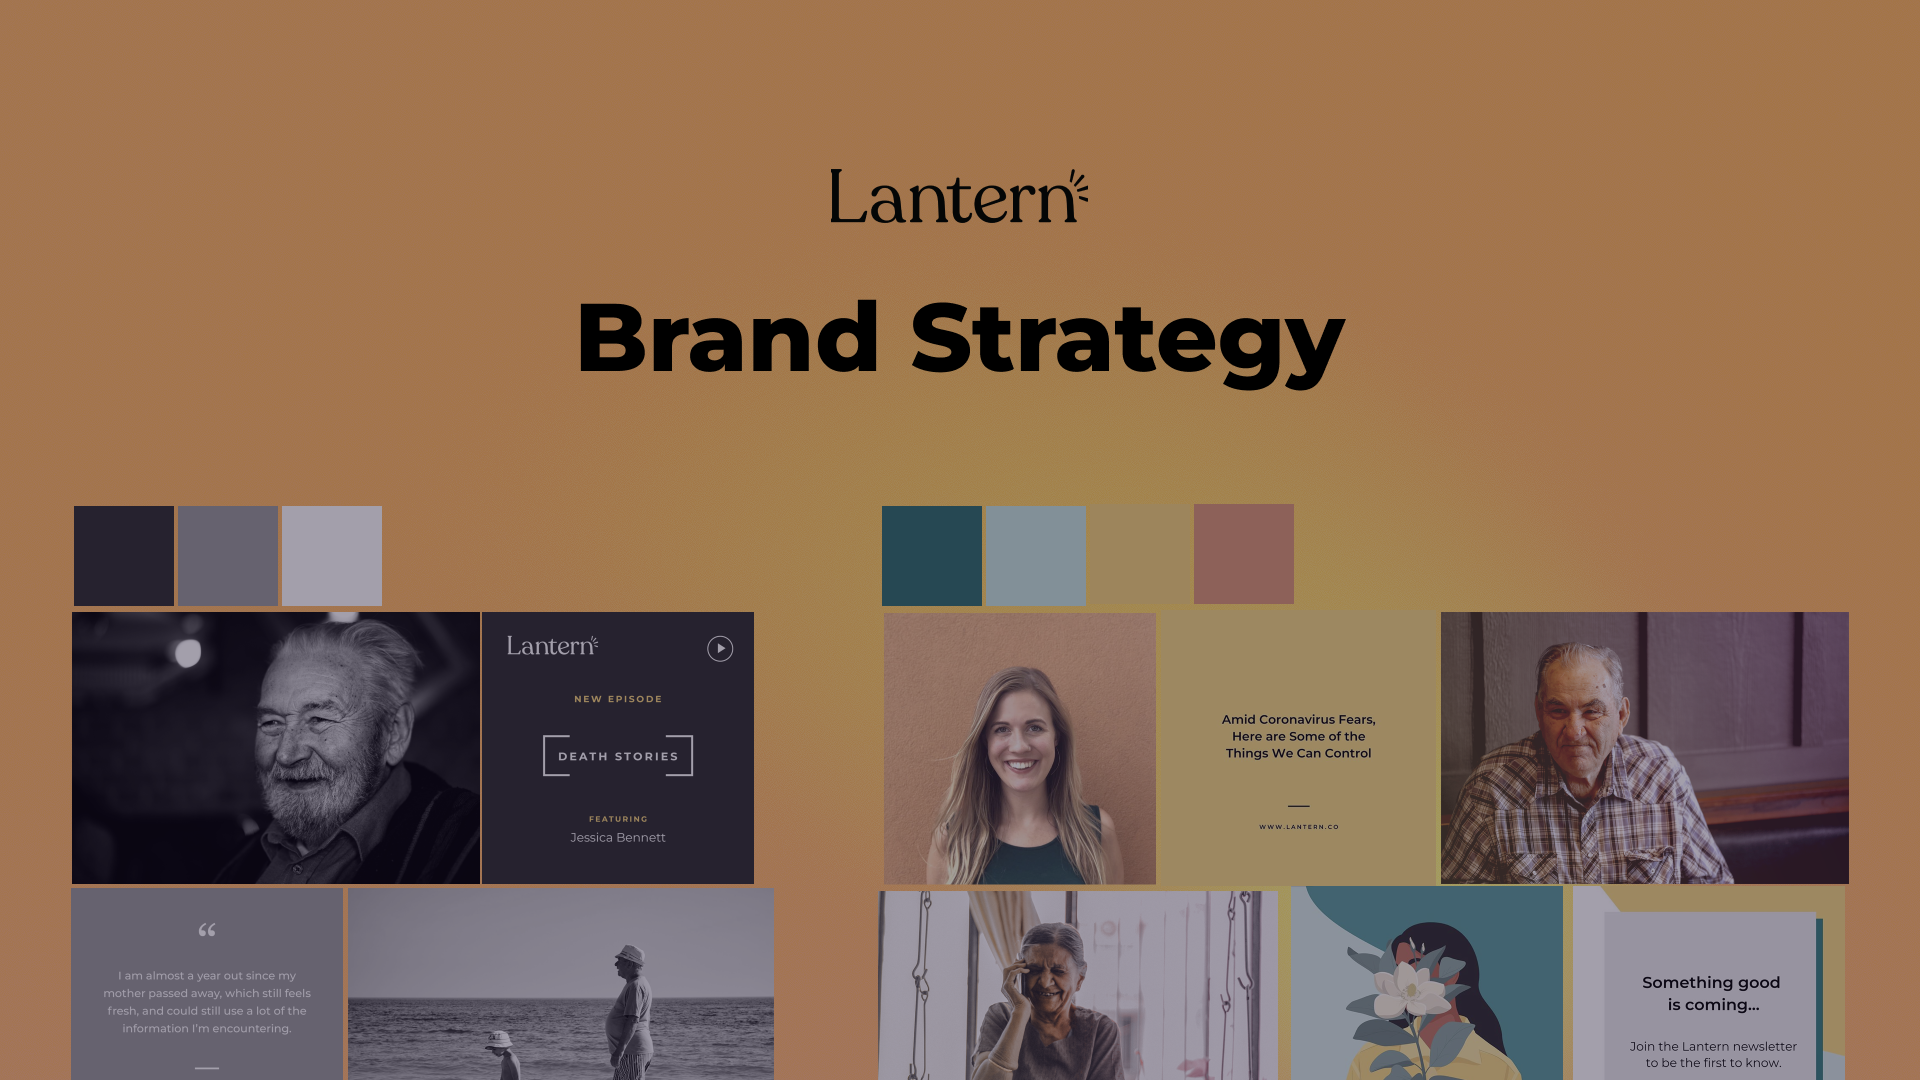 Lantern
Brand Strategy
Lantern
NEW EPISODE
DEATH STORIES
FEATURING
Jessica Bennett
Amid Coronavirus Fears,
Here are Some of the
Things We Can Control
WWW.LANTERN.CO
“
I am almost a year out since my
mother passed away, which still feels
fresh, and could still use a lot of the
information I'm encountering.
Something good
is coming...
Join the Lantern newsletter
to be the first to know.